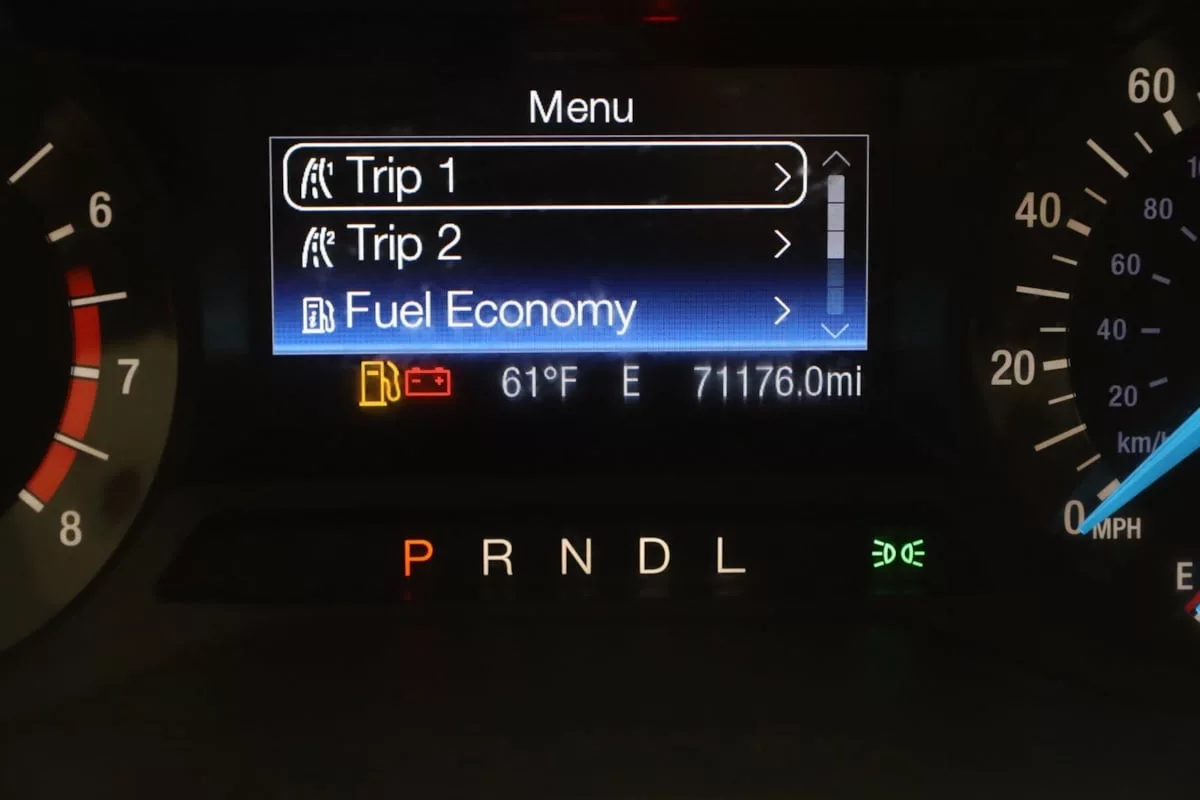 Menu
Trip 1
Trip 2
Fuel Economy
61°F E 71176.0mi
P R N D L
6
7
8
60
40
20
0
MPH
80
60
40
20
km/
E